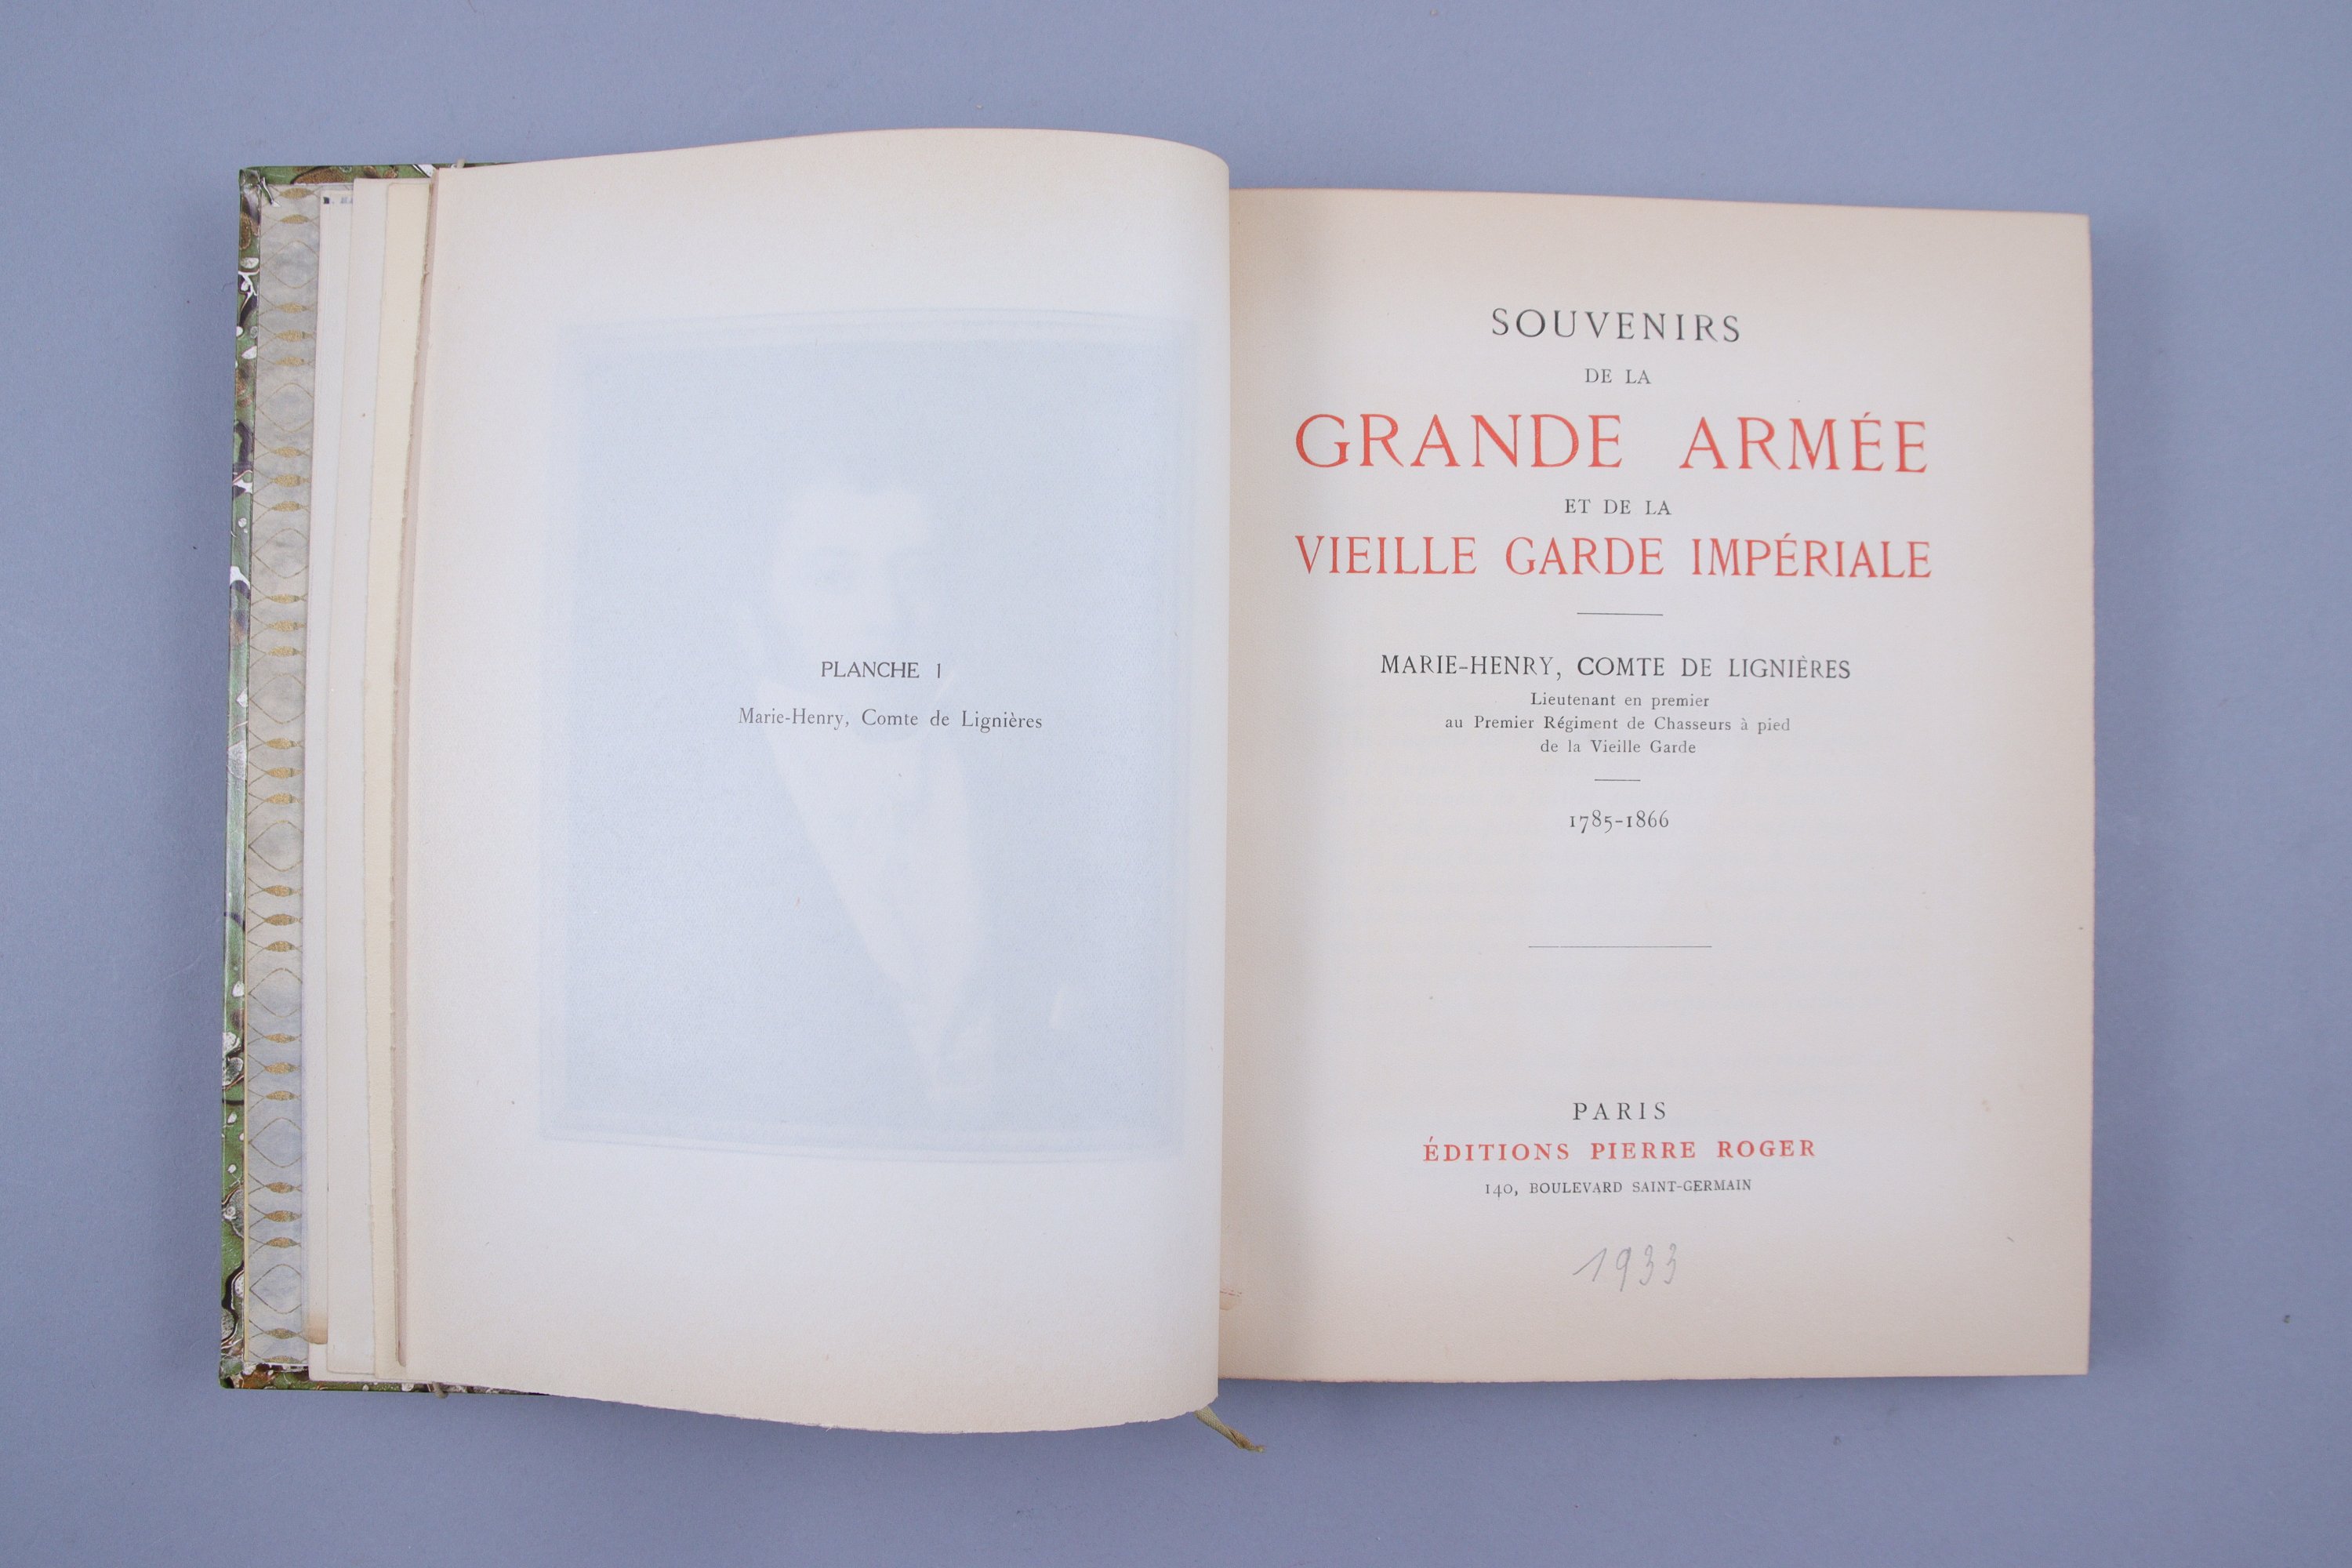 PLANCHE I
Marie-Henry, Comte de Lignières
SOUVENIRS
DE LA
GRANDE ARMÉE
ET DE LA
VIEILLE GARDE IMPÉRIALE
MARIE-HENRY, COMTE DE LIGNIÈRES
Lieutenant en premier
au Premier Régiment de Chasseurs à pied
de la Vieille Garde
1785-1866
PARIS
ÉDITIONS PIERRE ROGER
140, BOULEVARD SAINT-GERMAIN
1933